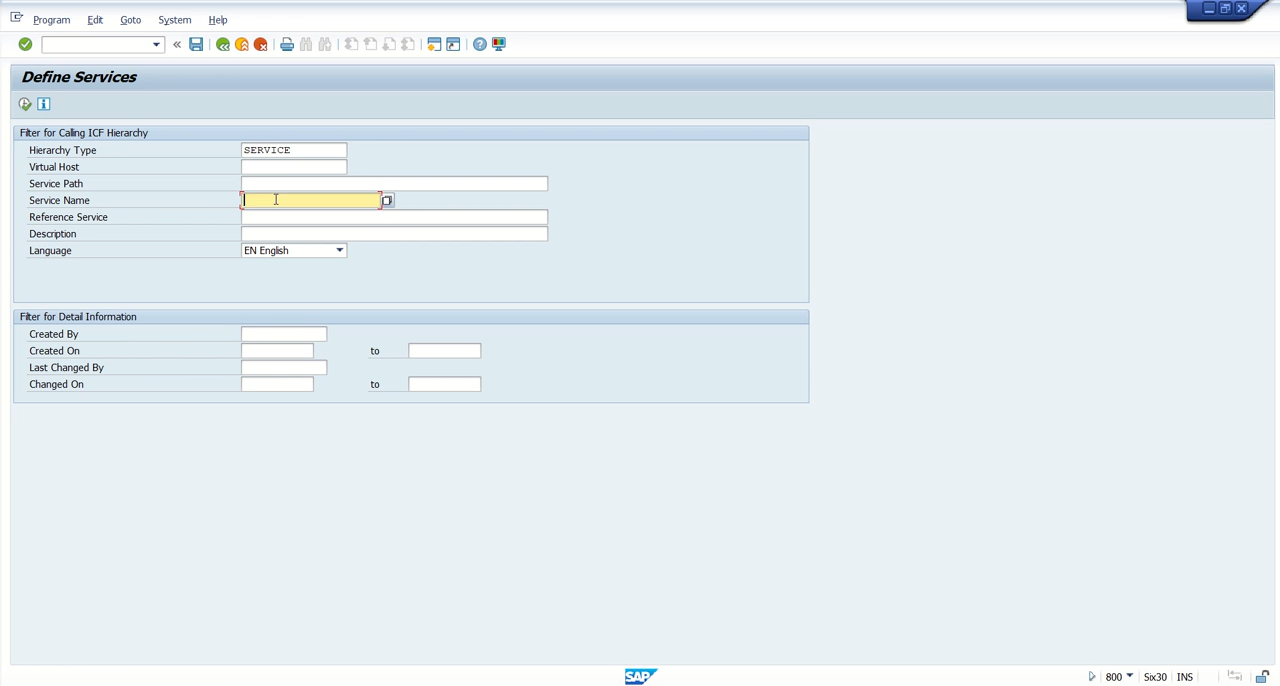 Program Edit Goto System Help
Define Services
Filter for Calling ICF Hierarchy
Hierarchy Type SERVICE
Virtual Host
Service Path
Service Name
Reference Service
Description
Language EN English
Filter for Detail Information
Created By
Created On to
Last Changed By
Changed On to
SAP 800 Six30 INS